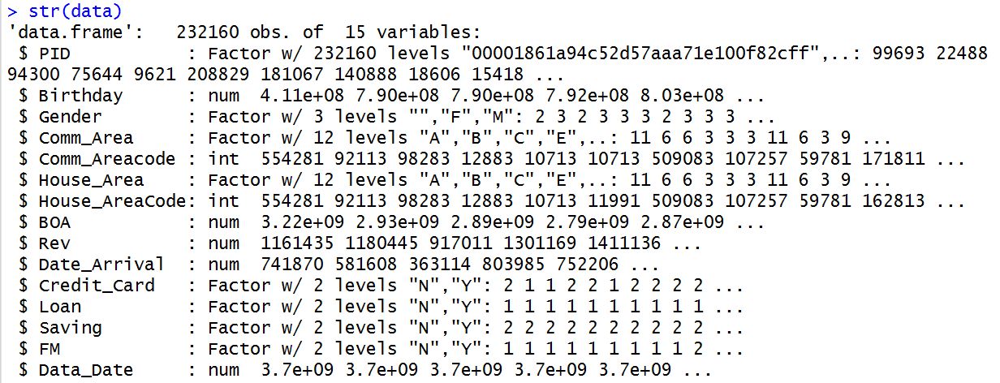 > str(data)
'data.frame':   232160 obs. of  15 variables:
 $ PID           : Factor w/ 232160 levels "00001861a94c52d57aaa71e100f82cff",..: 99693 22488
94300 75644 9621 208829 181067 140888 18606 15418 ...
 $ Birthday      : num  4.11e+08 7.90e+08 7.90e+08 7.92e+08 8.03e+08 ...
 $ Gender        : Factor w/ 3 levels "","F","M": 2 3 2 3 3 3 2 3 3 3 ...
 $ Comm_Area     : Factor w/ 12 levels "A","B","C","E",..: 11 6 6 3 3 3 11 6 3 9 ...
 $ Comm_Areacode : int  554281 92113 98283 12883 10713 10713 509083 107257 59781 171811 ...
 $ House_Area    : Factor w/ 12 levels "A","B","C","E",..: 11 6 6 3 3 3 11 6 3 9 ...
 $ House_AreaCode: int  554281 92113 98283 12883 10713 11991 509083 107257 59781 162813 ...
 $ BOA           : num  3.22e+09 2.93e+09 2.89e+09 2.79e+09 2.87e+09 ...
 $ Rev           : num  1161435 1180445 917011 1301169 1411136 ...
 $ Date_Arrival  : num  741870 581608 363114 803985 752206 ...
 $ Credit_Card   : Factor w/ 2 levels "N","Y": 2 1 1 2 2 1 2 2 2 2 ...
 $ Loan          : Factor w/ 2 levels "N","Y": 1 1 1 1 1 1 1 1 1 1 ...
 $ Saving        : Factor w/ 2 levels "N","Y": 2 2 2 2 2 2 2 2 2 2 ...
 $ FM            : Factor w/ 2 levels "N","Y": 1 1 1 1 1 1 1 1 1 2 ...
 $ Data_Date     : num  3.7e+09 3.7e+09 3.7e+09 3.7e+09 3.7e+09 ...